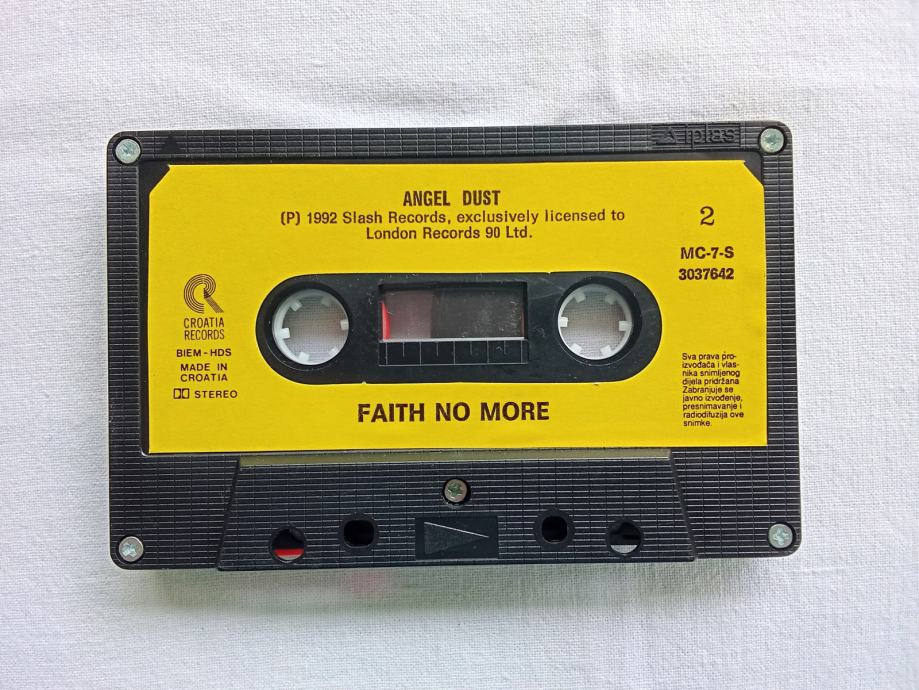 ANGEL DUST
(P) 1992 Slash Records, exclusively licensed to
London Records 90 Ltd.
2
MC-7-S
3037642
CROATIA
RECORDS
BIEM - HDS
MADE IN
CROATIA
STEREO
FAITH NO MORE
Sva prava pro-
izvođača i vlas-
nika snimljenog
dijela pridržana
Zabranjuje se
javno izvođenje,
presnimavanje i
radiodifuzija ove
snimke.